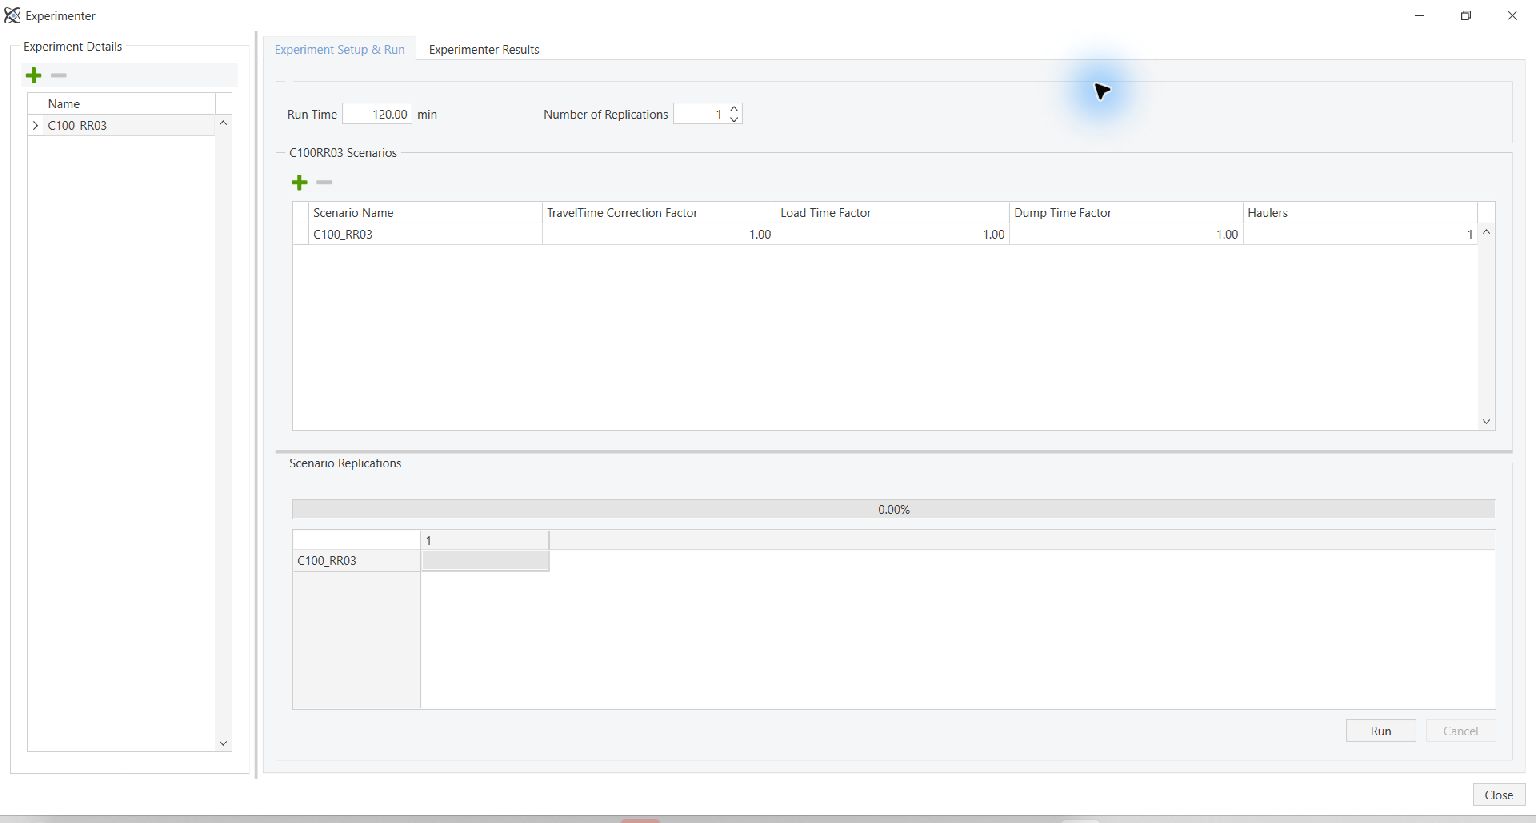 Experimenter
Experiment Details
Name
C100_RR03
Experiment Setup & Run
Experimenter Results
Run Time 120.00 min
Number of Replications 1
C100RR03 Scenarios
Scenario Name TravelTime Correction Factor Load Time Factor Dump Time Factor Haulers
C100_RR03 1.00 1.00 1.00 1
Scenario Replications
0.00%
1
C100_RR03
Run Cancel
Close